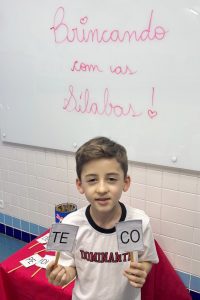 Brincando
com as
Sílabas!
TE
CO
DOMINANTE